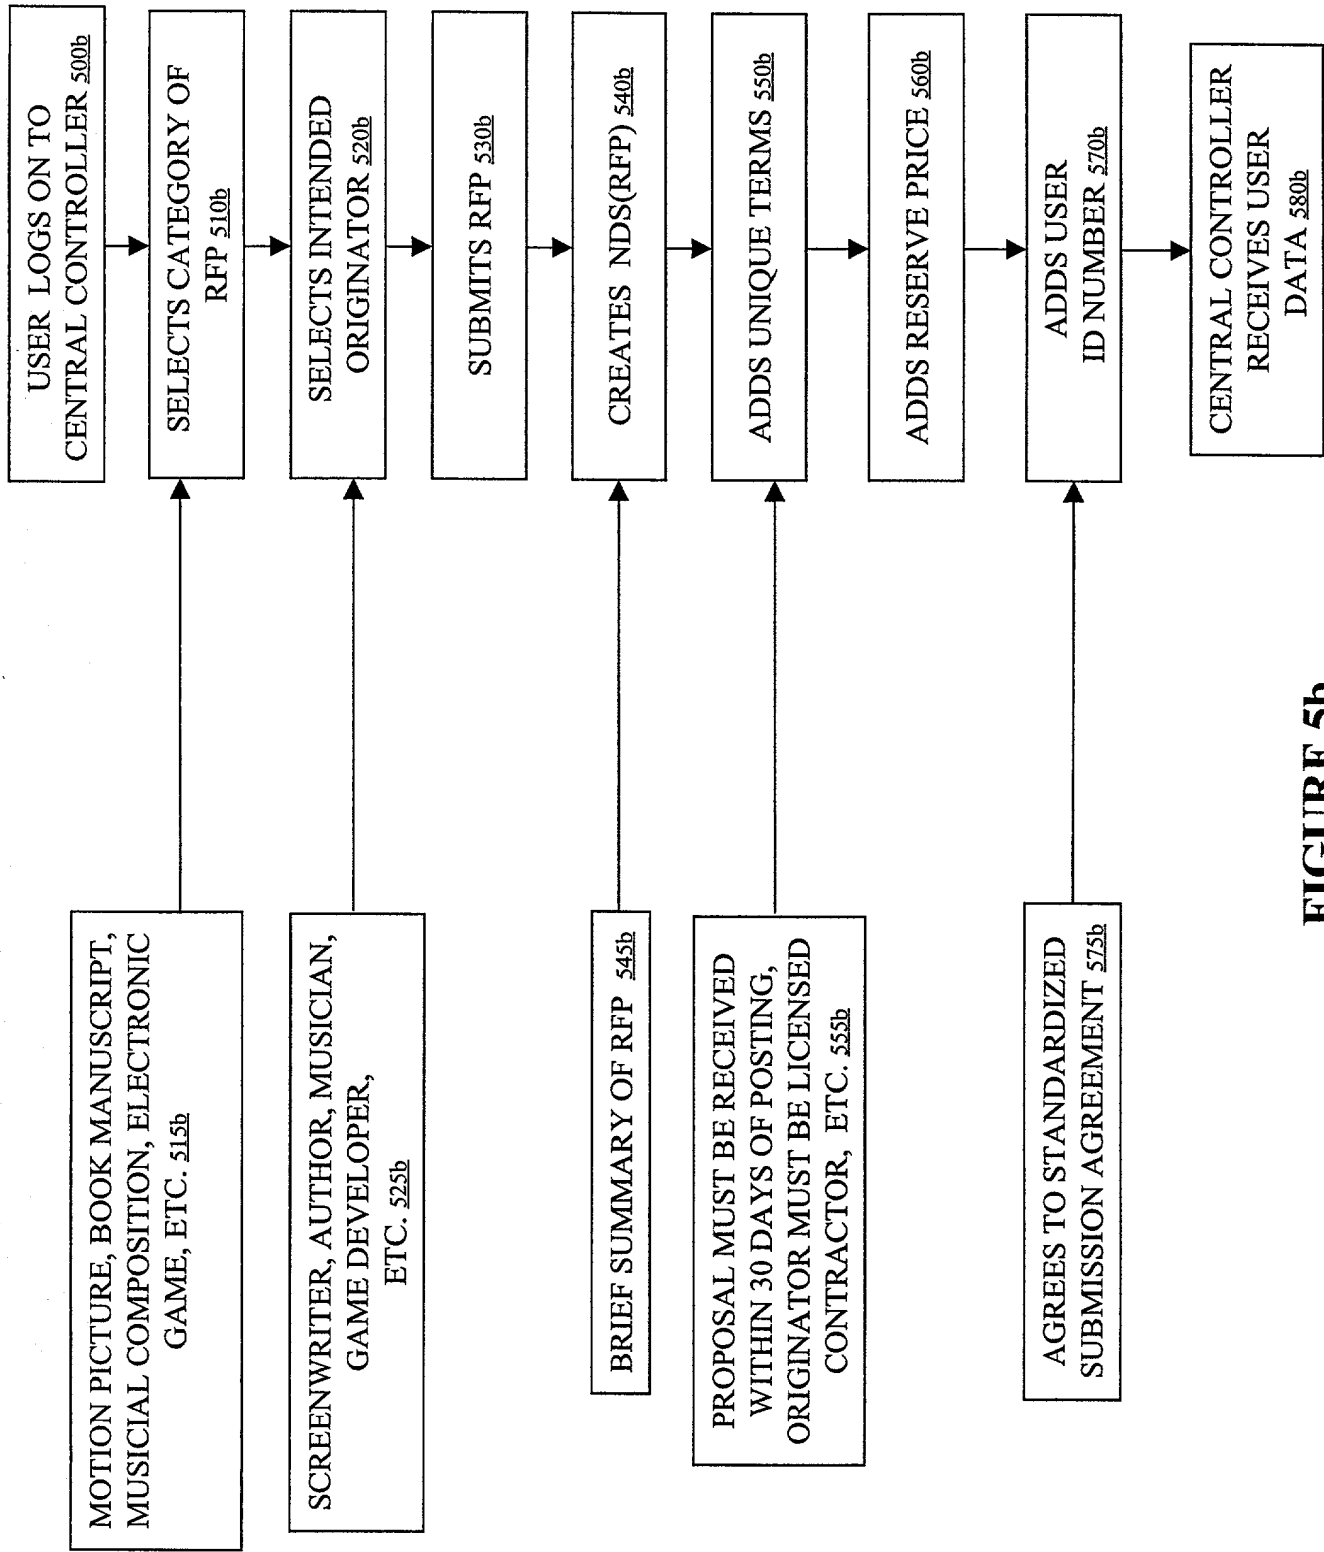 USER LOGS ON TO
CENTRAL CONTROLLER 500b
SELECTS CATEGORY OF
RFP 510b
MOTION PICTURE, BOOK MANUSCRIPT,
MUSICIAL COMPOSITION, ELECTRONIC
GAME, ETC. 515b
SELECTS INTENDED
ORIGINATOR 520b
SCREENWRITER, AUTHOR, MUSICIAN,
GAME DEVELOPER,
ETC. 525b
SUBMITS RFP 530b
CREATES NDS(RFP) 540b
BRIEF SUMMARY OF RFP 545b
ADDS UNIQUE TERMS 550b
PROPOSAL MUST BE RECEIVED
WITHIN 30 DAYS OF POSTING,
ORIGINATOR MUST BE LICENSED
CONTRACTOR, ETC. 555b
ADDS RESERVE PRICE 560b
ADDS USER
ID NUMBER 570b
AGREES TO STANDARDIZED
SUBMISSION AGREEMENT 575b
CENTRAL CONTROLLER
RECEIVES USER
DATA 580b
FIGURE 5b